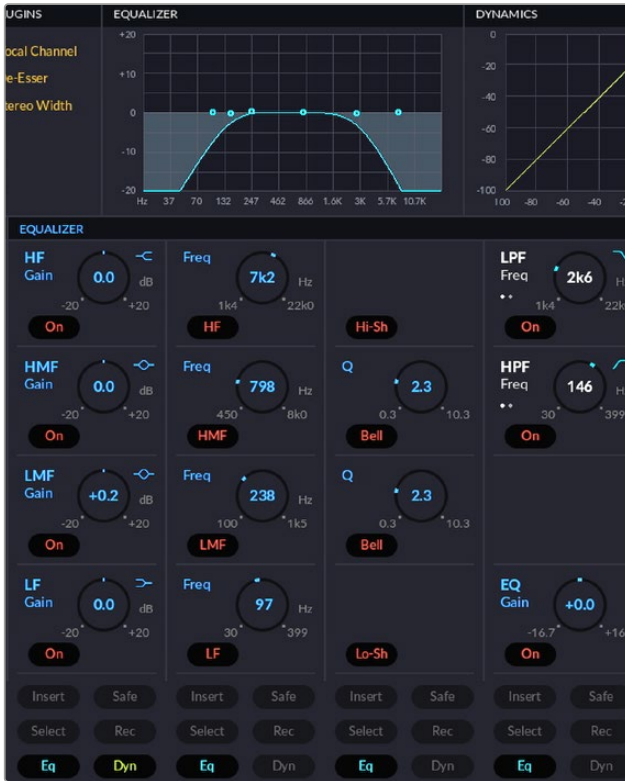 UGINS EQUALIZER DYNAMICS
ocal Channel
e-Esser
tereo Width
+20
+10
0
-10
-20
Hz 37 70 132 247 462 866 1.6K 3K 5.7K 10.7K
0
-20
-40
-60
-80
-100
100 -80 -60 -40 -2
EQUALIZER
HF
Gain
0.0
dB
-20 +20
On
Freq
7k2
Hz
1k4 22k0
HF
Hi-Sh
LPF
Freq
2k6
H
1k4 22k
On
HMF
Gain
0.0
dB
-20 +20
On
Freq
798
Hz
450 8k0
HMF
Q
2.3
0.3 10.3
Bell
HPF
Freq
146
H
30 399
On
LMF
Gain
+0.2
dB
-20 +20
On
Freq
238
Hz
100 1k5
LMF
Q
2.3
0.3 10.3
Bell
LF
Gain
0.0
dB
-20 +20
On
Freq
97
Hz
30 399
LF
Lo-Sh
EQ
Gain
+0.0
-16.7 +16
On
Insert Safe Insert Safe Insert Safe Insert Safe
Select Rec Select Rec Select Rec Select Rec
Eq Dyn Eq Dyn Eq Dyn Eq Dyn